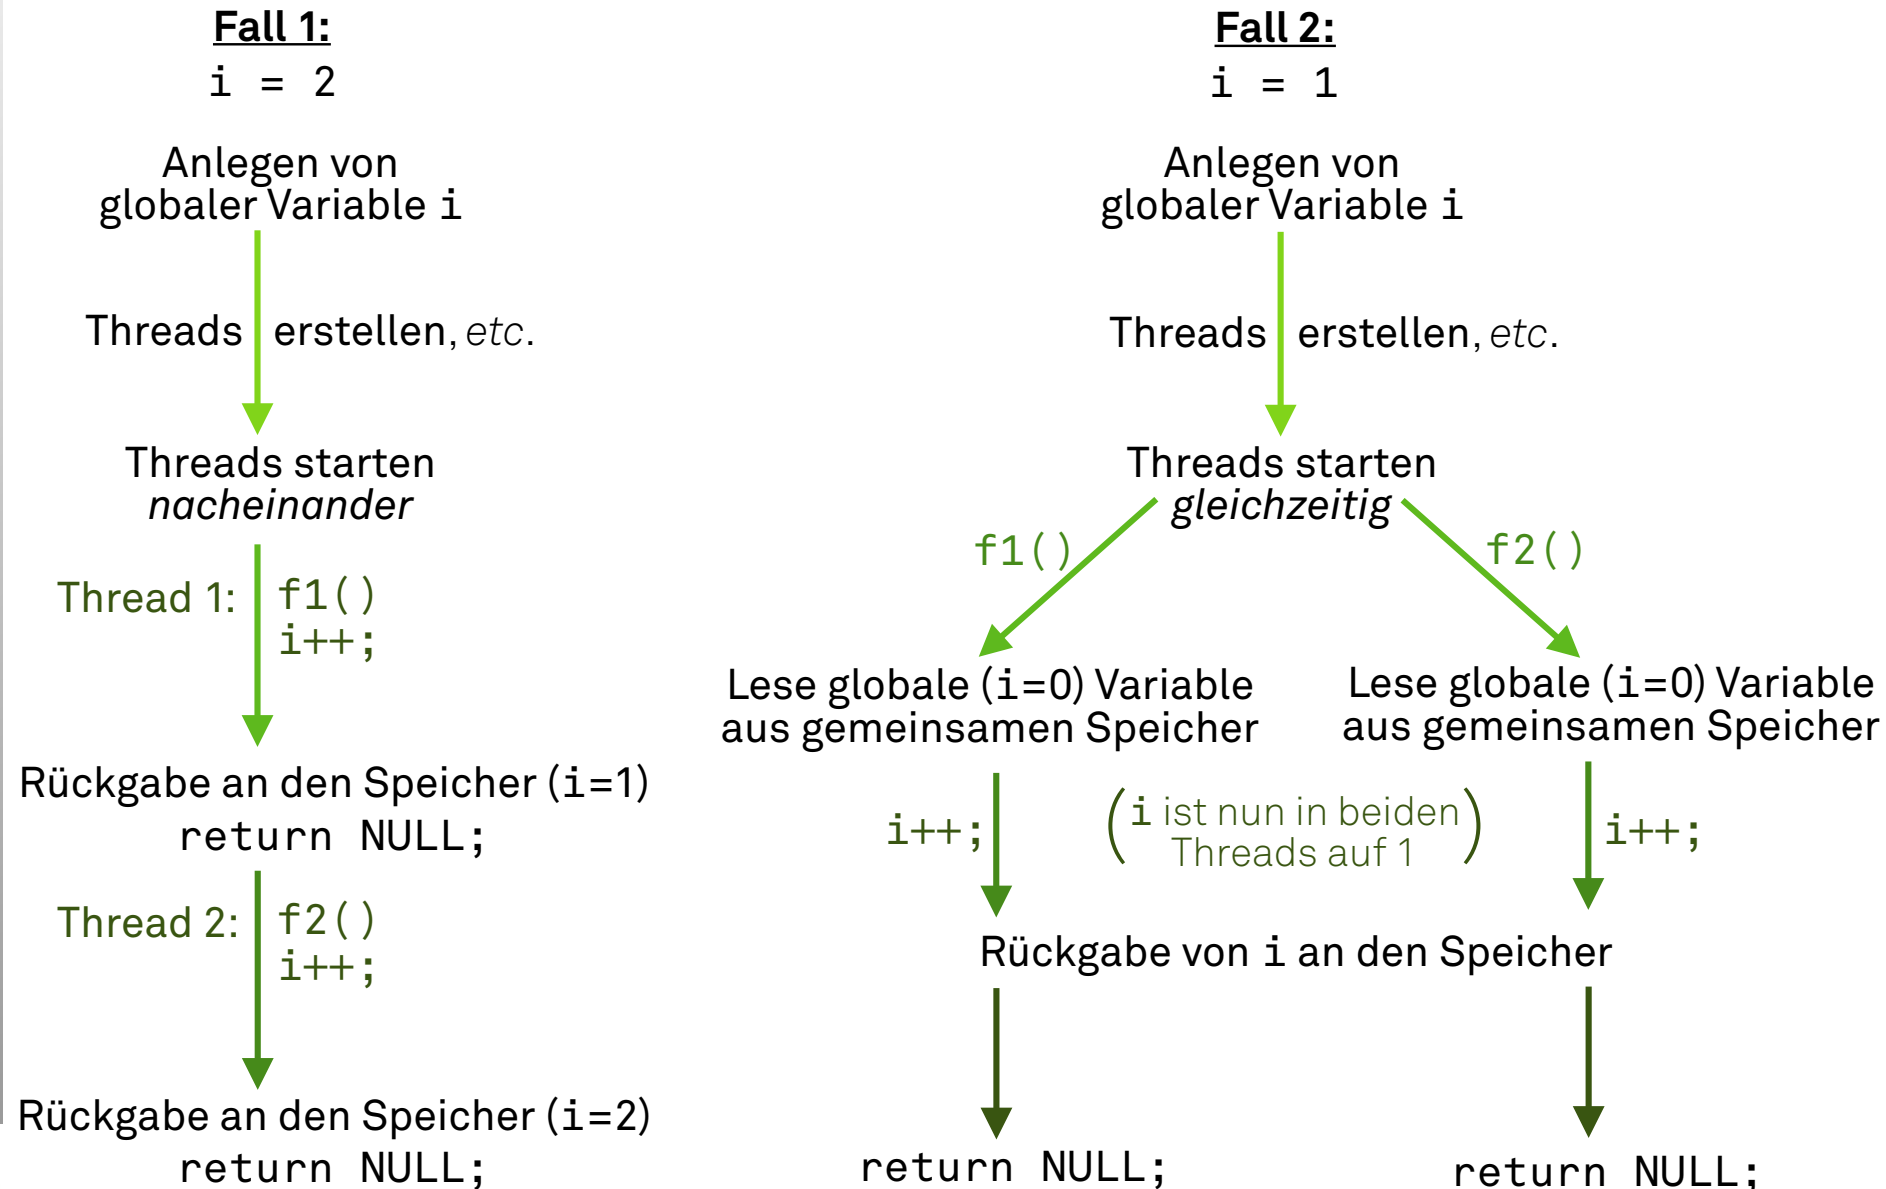 Fall 1:
i = 2
Anlegen von
globaler Variable i
Threads erstellen, etc.
Threads starten
nacheinander
Thread 1: f1()
i++;
Rückgabe an den Speicher (i=1)
return NULL;
Thread 2: f2()
i++;
Rückgabe an den Speicher (i=2)
return NULL;
Fall 2:
i = 1
Anlegen von
globaler Variable i
Threads erstellen, etc.
Threads starten
gleichzeitig
f1()
f2()
Lese globale (i=0) Variable
aus gemeinsamen Speicher
Lese globale (i=0) Variable
aus gemeinsamen Speicher
i++;
(i ist nun in beiden
Threads auf 1)
i++;
Rückgabe von i an den Speicher
return NULL;
return NULL;